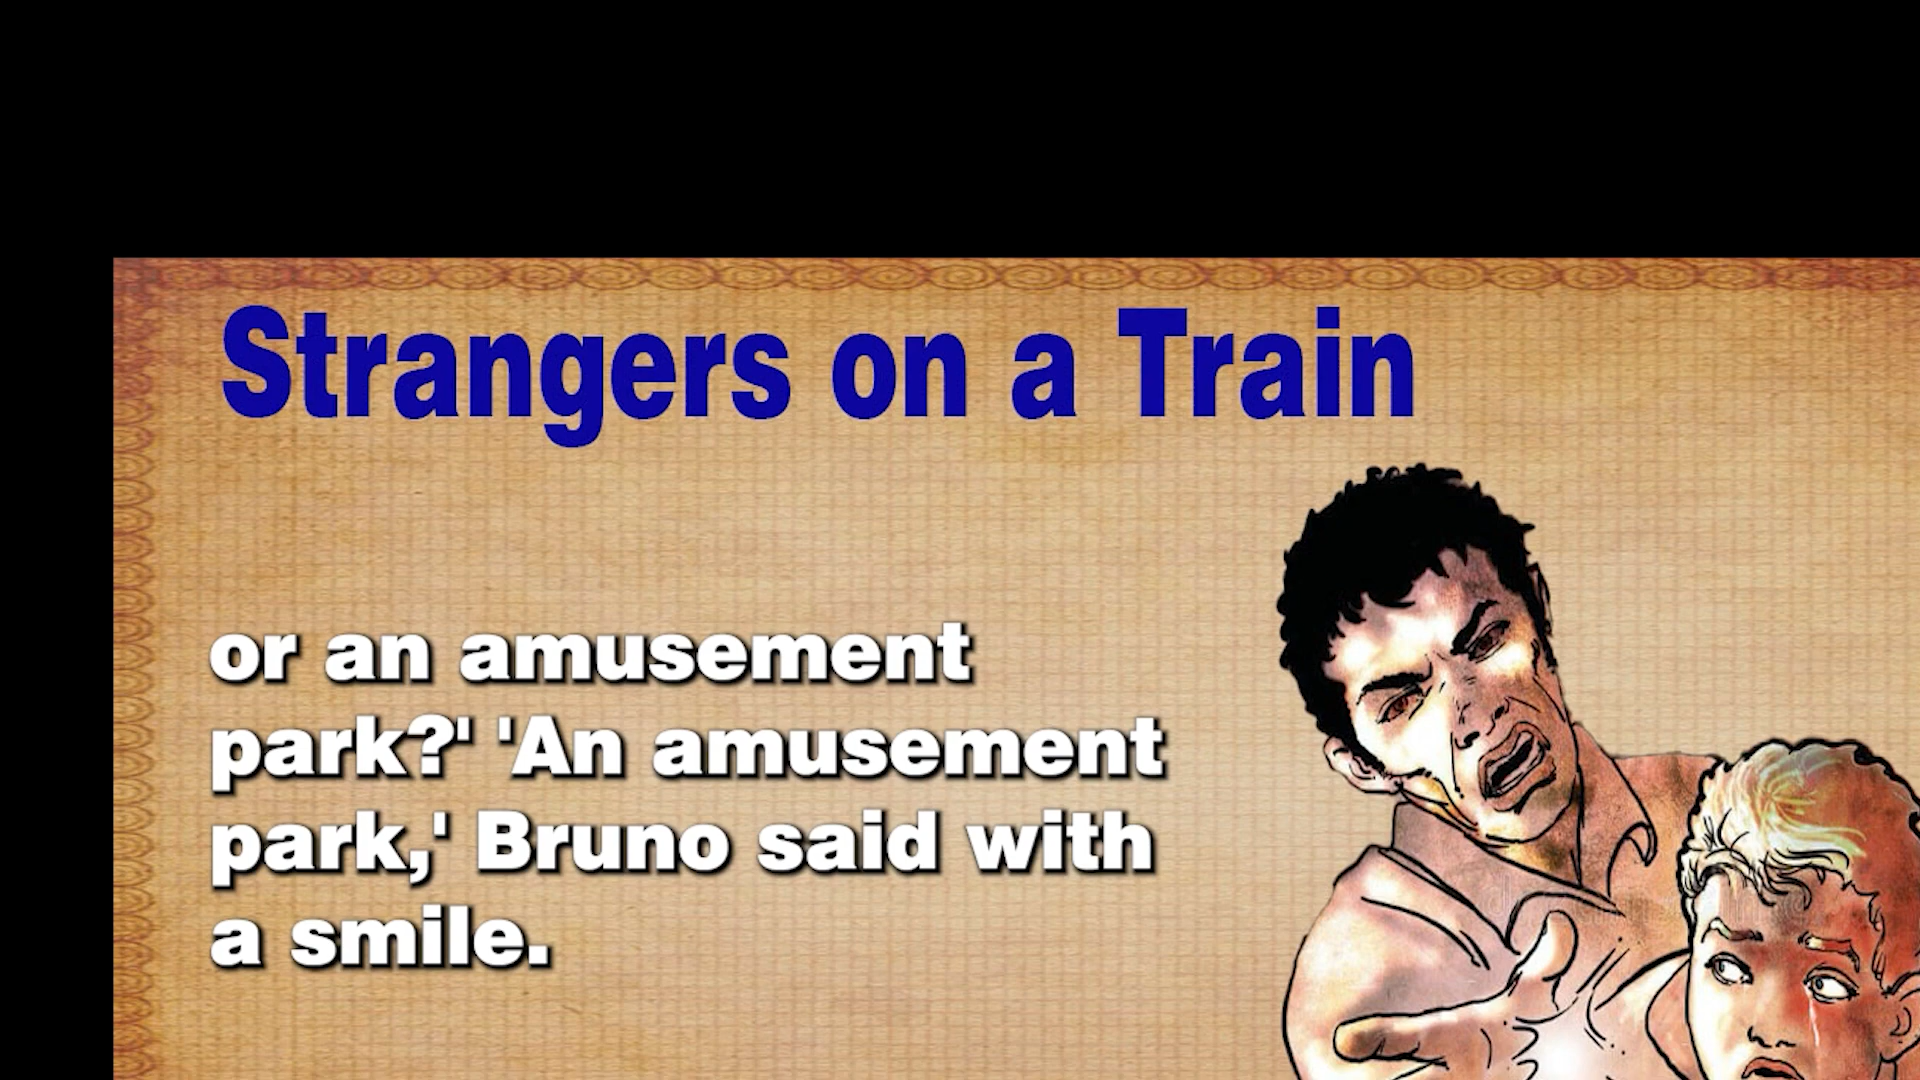 Strangers on a Train
or an amusement
park?' 'An amusement
park,' Bruno said with
a smile.